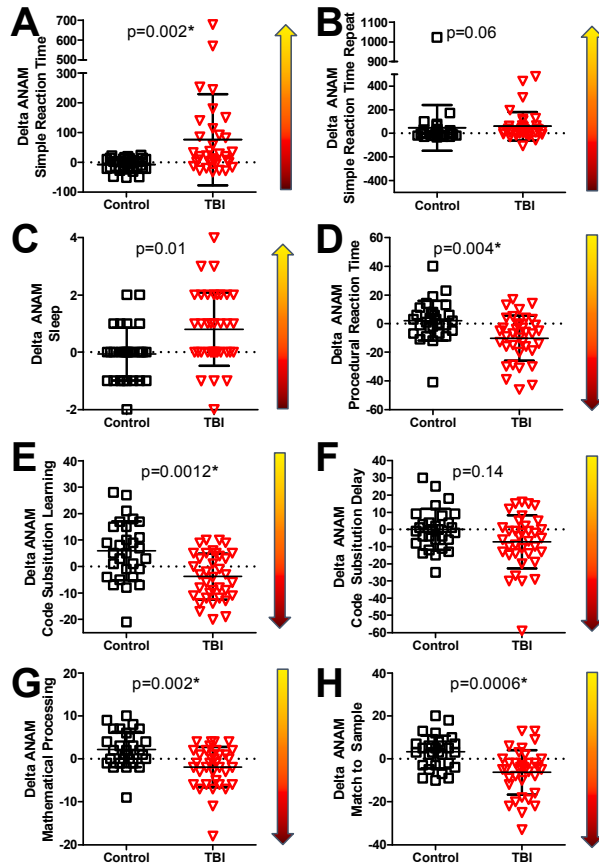 A
Delta ANAM
Simple Reaction Time
700
600
500
400
300
300
200
100
0
-100
p=0.002*
Control
TBI
B
Delta ANAM
Simple Reaction Time Repeat
1100
1000
900
800
400
200
0
-200
-400
p=0.06
Control
TBI
C
Delta ANAM
Sleep
4
2
0
-2
p=0.01
Control
TBI
D
Delta ANAM
Procedural Reaction Time
60
40
20
0
-20
-40
-60
p=0.004*
Control
TBI
E
Delta ANAM
Code Subsitution Learning
40
30
20
10
0
-10
-20
p=0.0012*
Control
TBI
F
Delta ANAM
Code Subsitution Delay
40
30
20
10
0
-10
-20
-30
-40
-50
-60
p=0.14
Control
TBI
G
Delta ANAM
Mathematical Processing
20
10
0
-10
-20
p=0.002*
Control
TBI
H
Delta ANAM
Match to Sample
40
20
0
-20
-40
p=0.0006*
Control
TBI